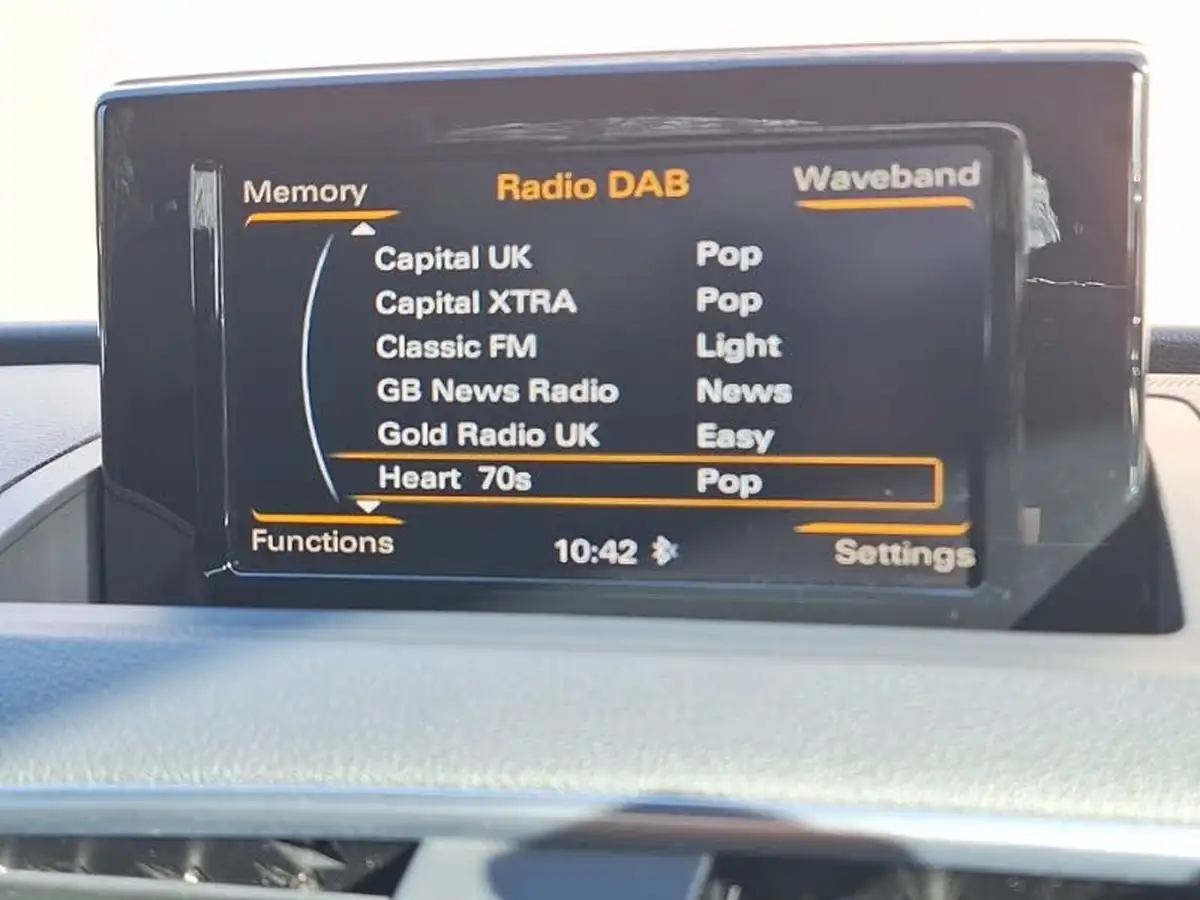 Memory Radio DAB Waveband
Capital UK Pop
Capital XTRA Pop
Classic FM Light
GB News Radio News
Gold Radio UK Easy
Heart 70s Pop
Functions 10:42 Settings